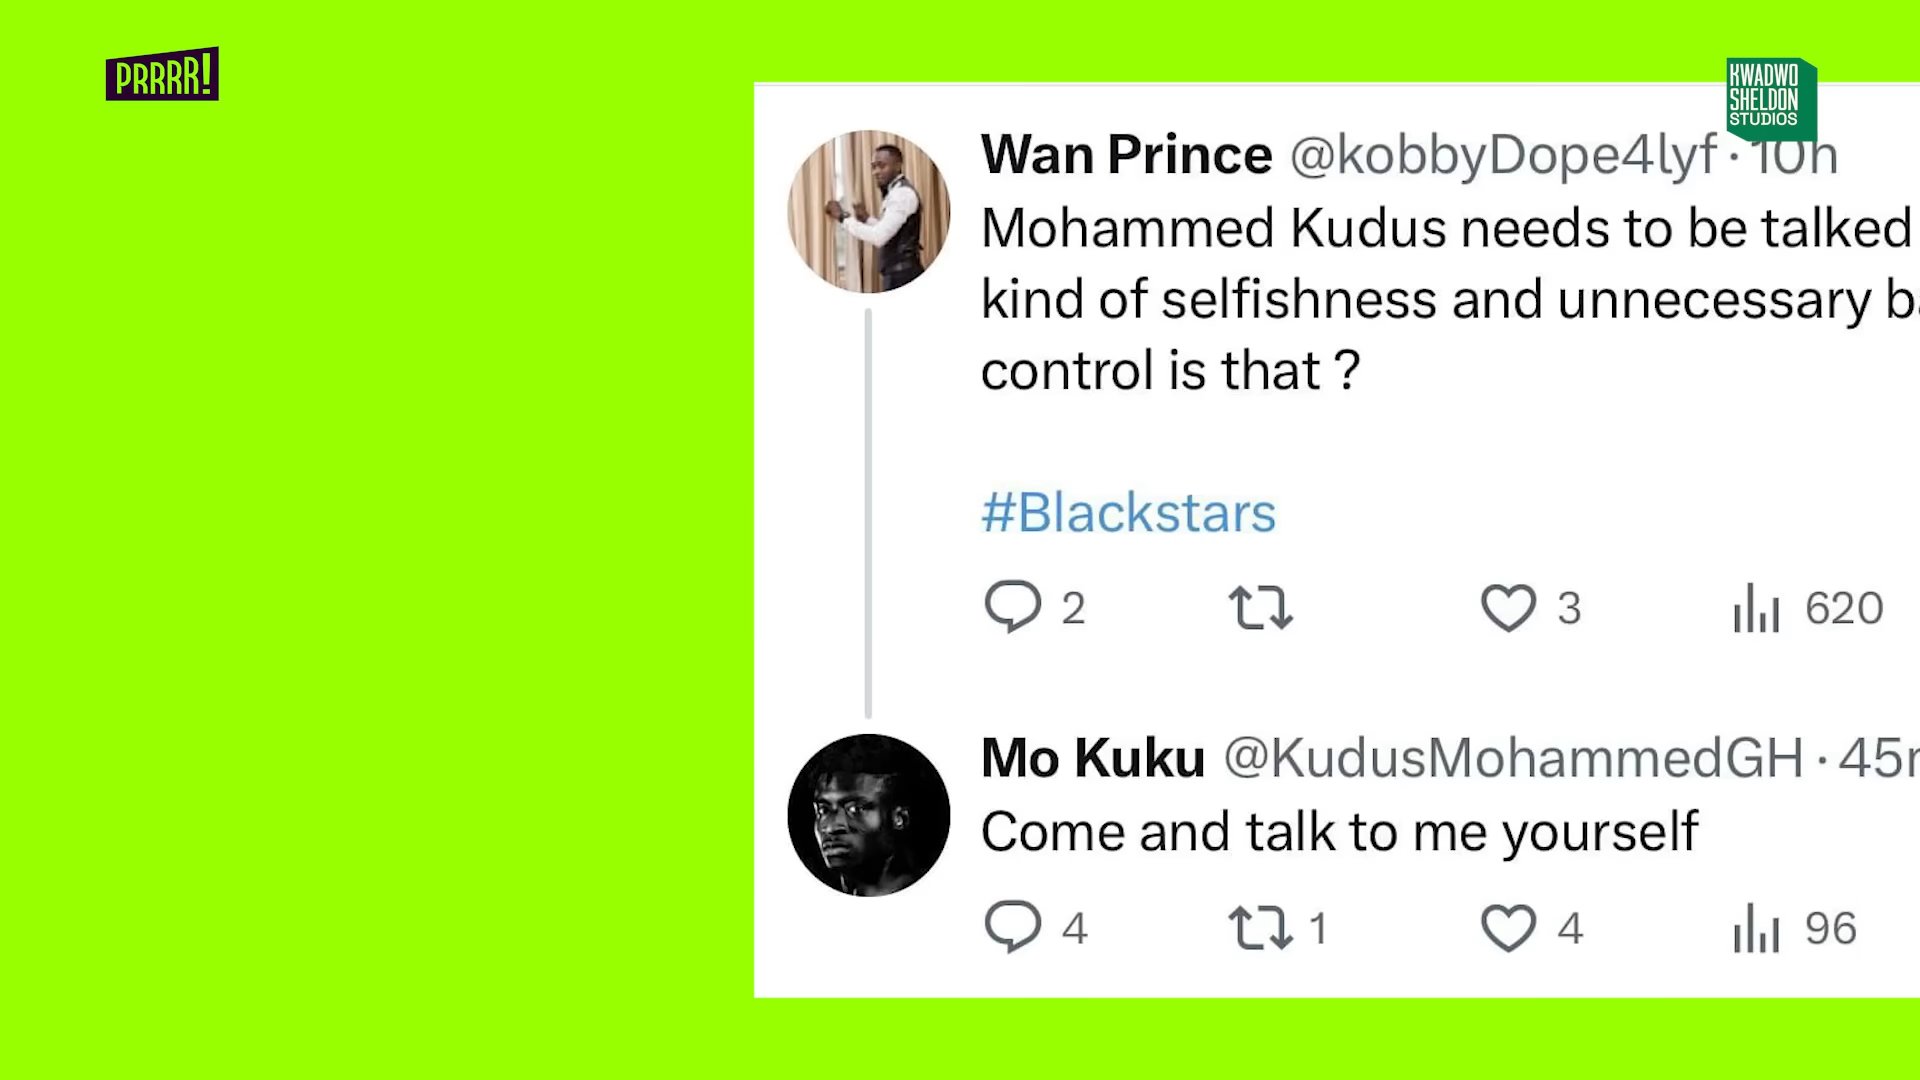 PRRRR!
KWADWO
SHELDON
STUDIOS
Wan Prince @kobbyDope4lyf · 10h
Mohammed Kudus needs to be talked
kind of selfishness and unnecessary
control is that ?
#Blackstars
2 3 620
Mo Kuku @KudusMohammedGH ·
Come and talk to me yourself
4 1 4 96